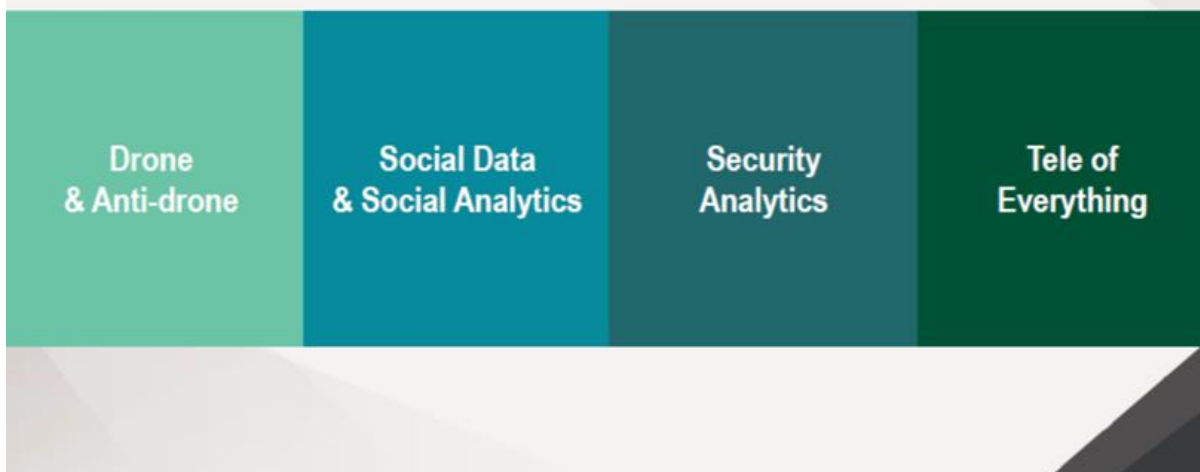 Drone
& Anti-drone
Social Data
& Social Analytics
Security
Analytics
Tele of
Everything